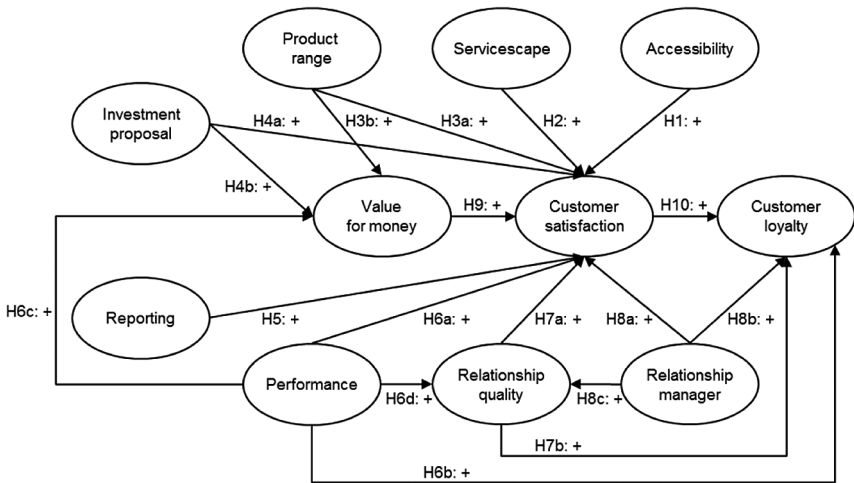 Product
range
Servicescape
Accessibility
Investment
proposal
H4a: +
H3b: +
H3a: +
H2: +
H1: +
H4b: +
Value
for money
H9: +
Customer
satisfaction
H10: +
Customer
loyalty
H6c: +
Reporting
H5: +
H6a: +
H7a: +
H8a: +
H8b: +
Performance
H6d: +
Relationship
quality
H8c: +
Relationship
manager
H7b: +
H6b: +